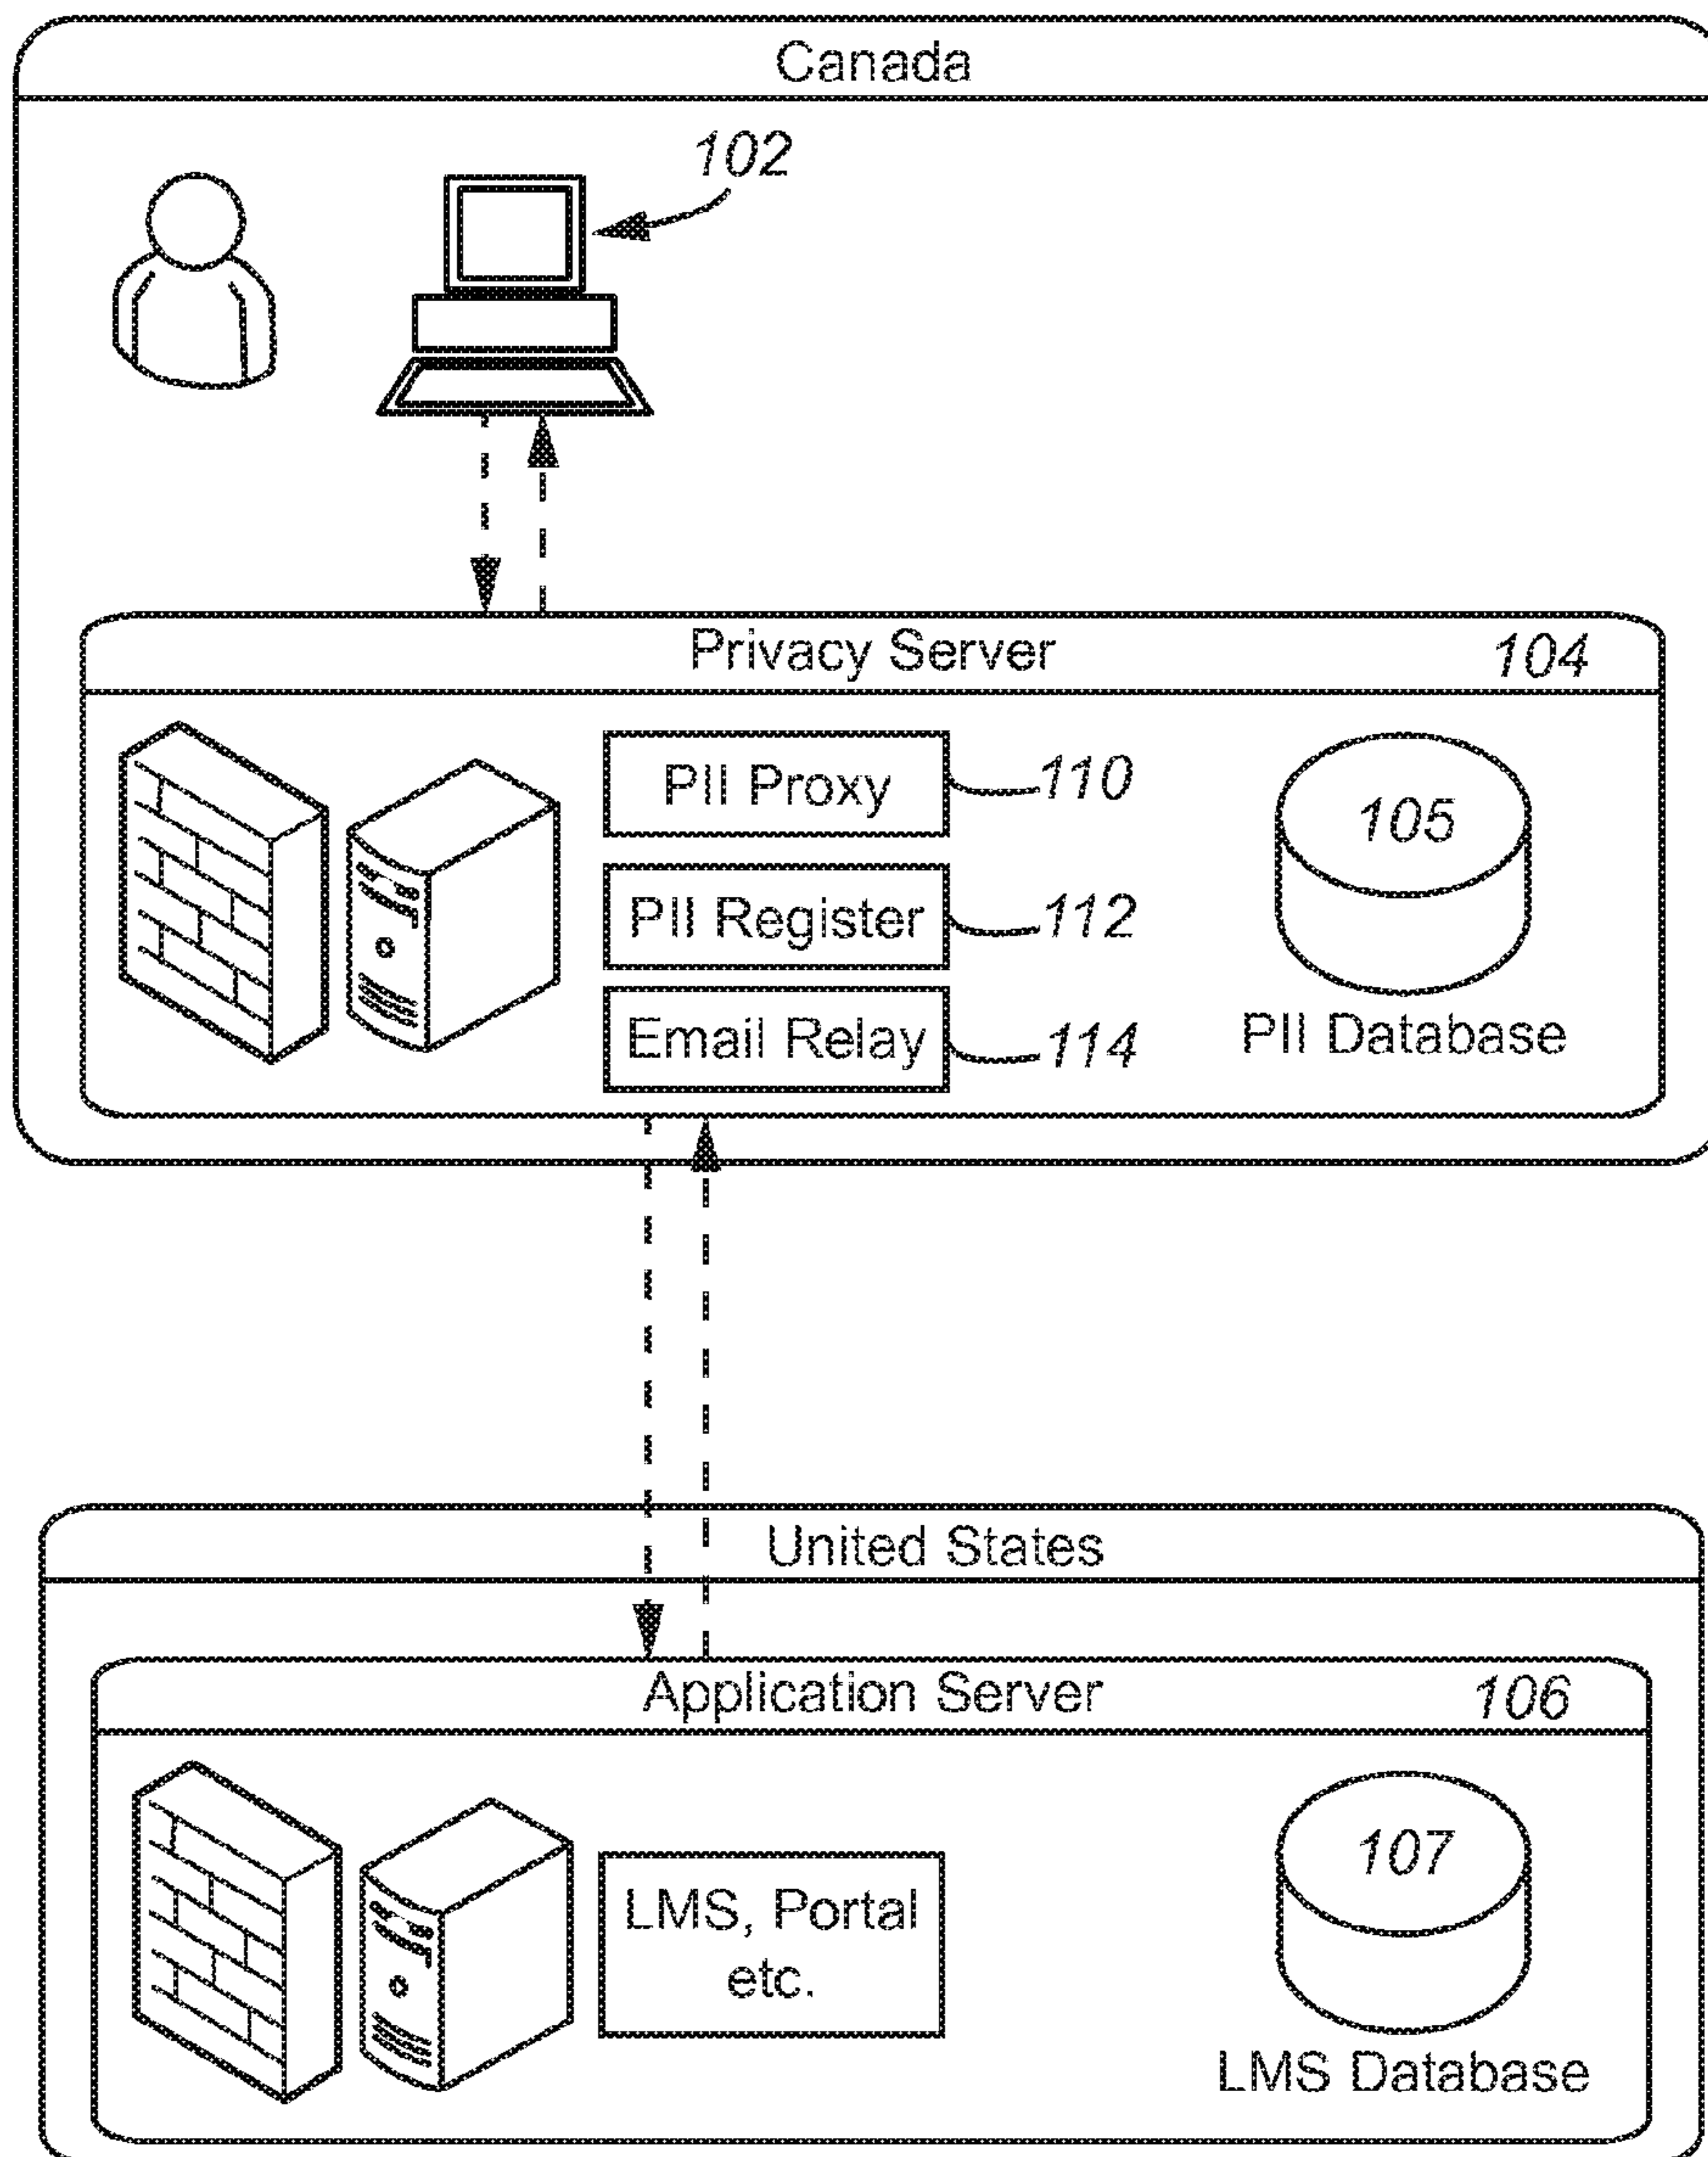 Canada
102
Privacy Server 104
PII Proxy 110
105
PII Register 112
Email Relay 114
PII Database
United States
Application Server 106
107
LMS, Portal
etc.
LMS Database